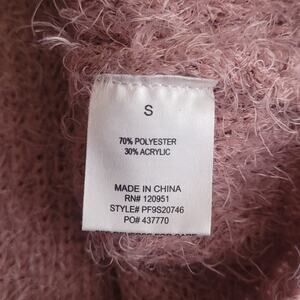 S
70% POLYESTER
30% ACRYLIC
MADE IN CHINA
RN# 120951
STYLE# PF9S20746
PO# 437770